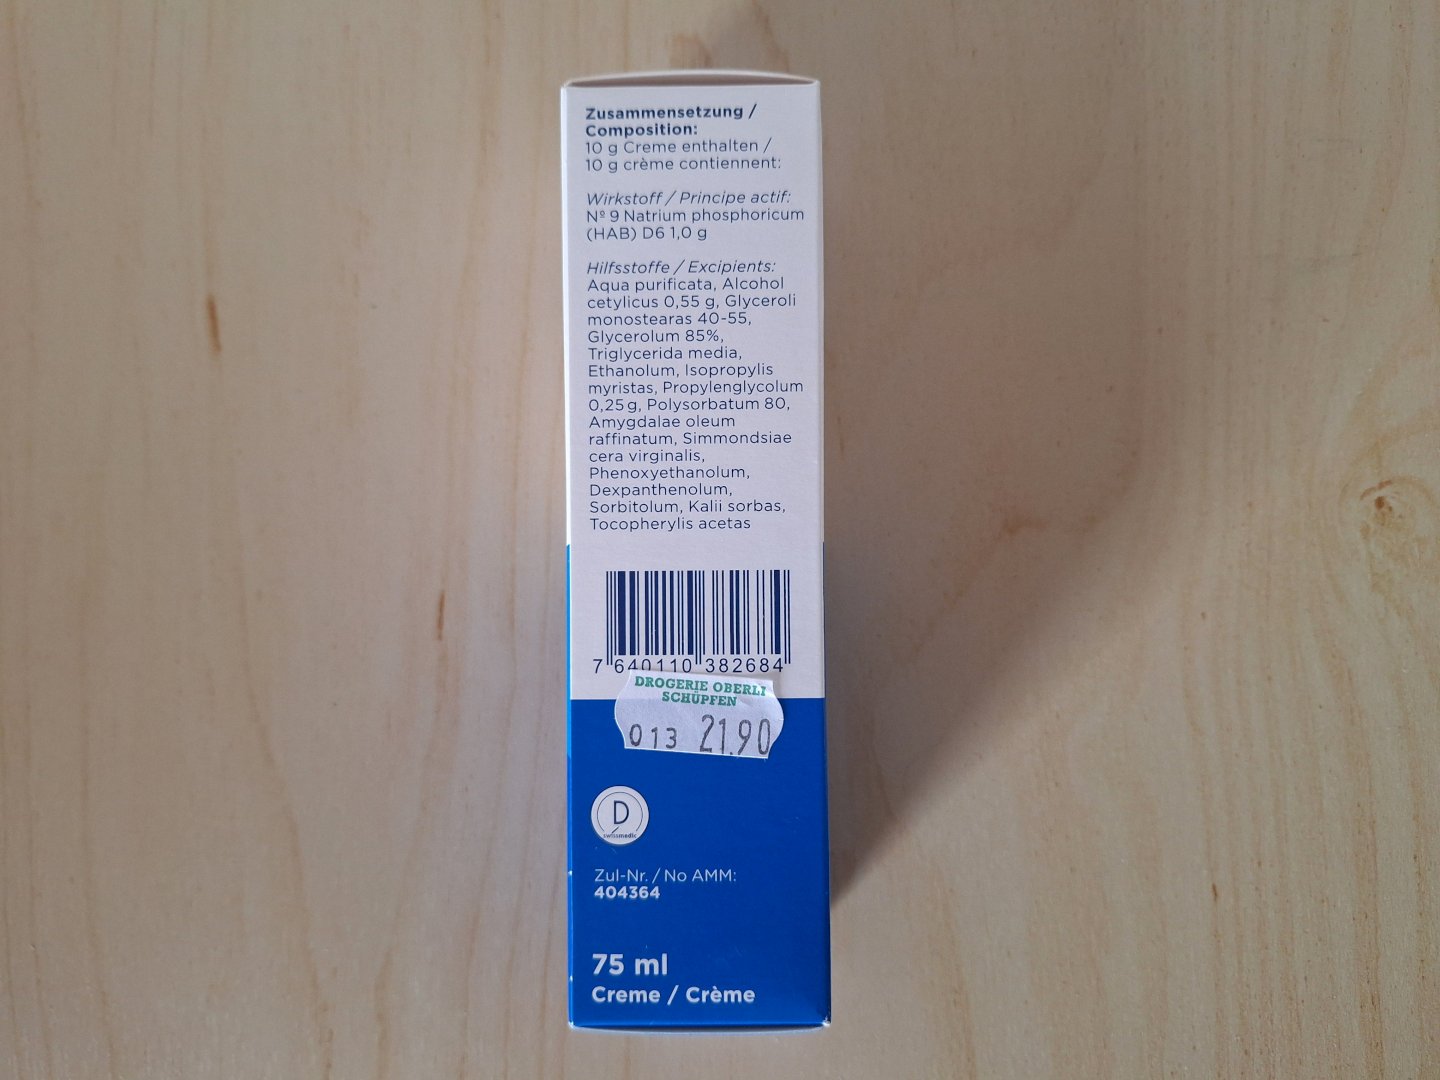 Zusammensetzung /
Composition:
10 g Creme enthalten /
10 g crème contiennent:
Wirkstoff / Principe actif:
Nº 9 Natrium phosphoricum
(HAB) D6 1,0 g
Hilfsstoffe / Excipients:
Aqua purificata, Alcohol
cetylicus 0,55 g, Glyceroli
monostearas 40-55,
Glycerolum 85%,
Triglycerida media,
Ethanolum, Isopropylis
myristas, Propylenglycolum
0,25 g, Polysorbatum 80,
Amygdalae oleum
raffinatum, Simmondsiae
cera virginalis,
Phenoxyethanolum,
Dexpanthenolum,
Sorbitolum, Kalii sorbas,
Tocopherylis acetas
7 640110 382684
DROGERIE OBERLI
SCHÜPFEN
013 21.90
D
swissmedic
Zul-Nr. / No AMM:
404364
75 ml
Creme / Crème